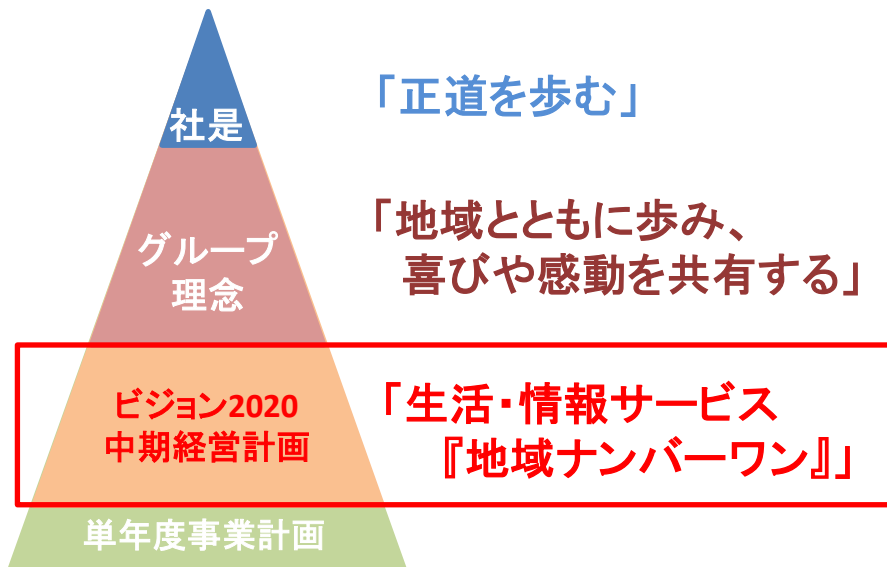 社是
「正道を歩む」
グループ
理念
「地域とともに歩み、
喜びや感動を共有する」
ビジョン2020
中期経営計画
「生活・情報サービス
『地域ナンバーワン』」
単年度事業計画